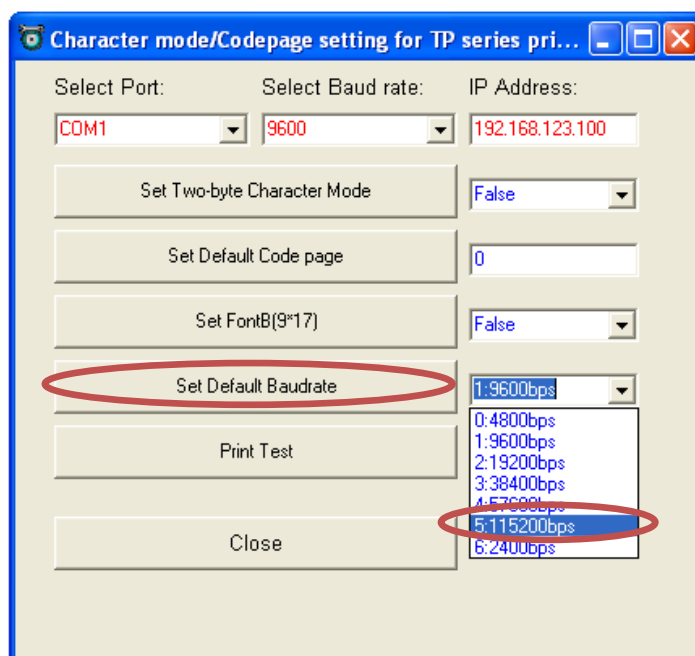 Character mode/Codepage setting for TP series pri...
Select Port: Select Baud rate: IP Address:
COM1 9600 192.168.123.100
Set Two-byte Character Mode False
Set Default Code page 0
Set FontB(9*17) False
Set Default Baudrate 1:9600bps
0:4800bps
1:9600bps
2:19200bps
3:38400bps
4:57600bps
5:115200bps
6:2400bps
Print Test
Close